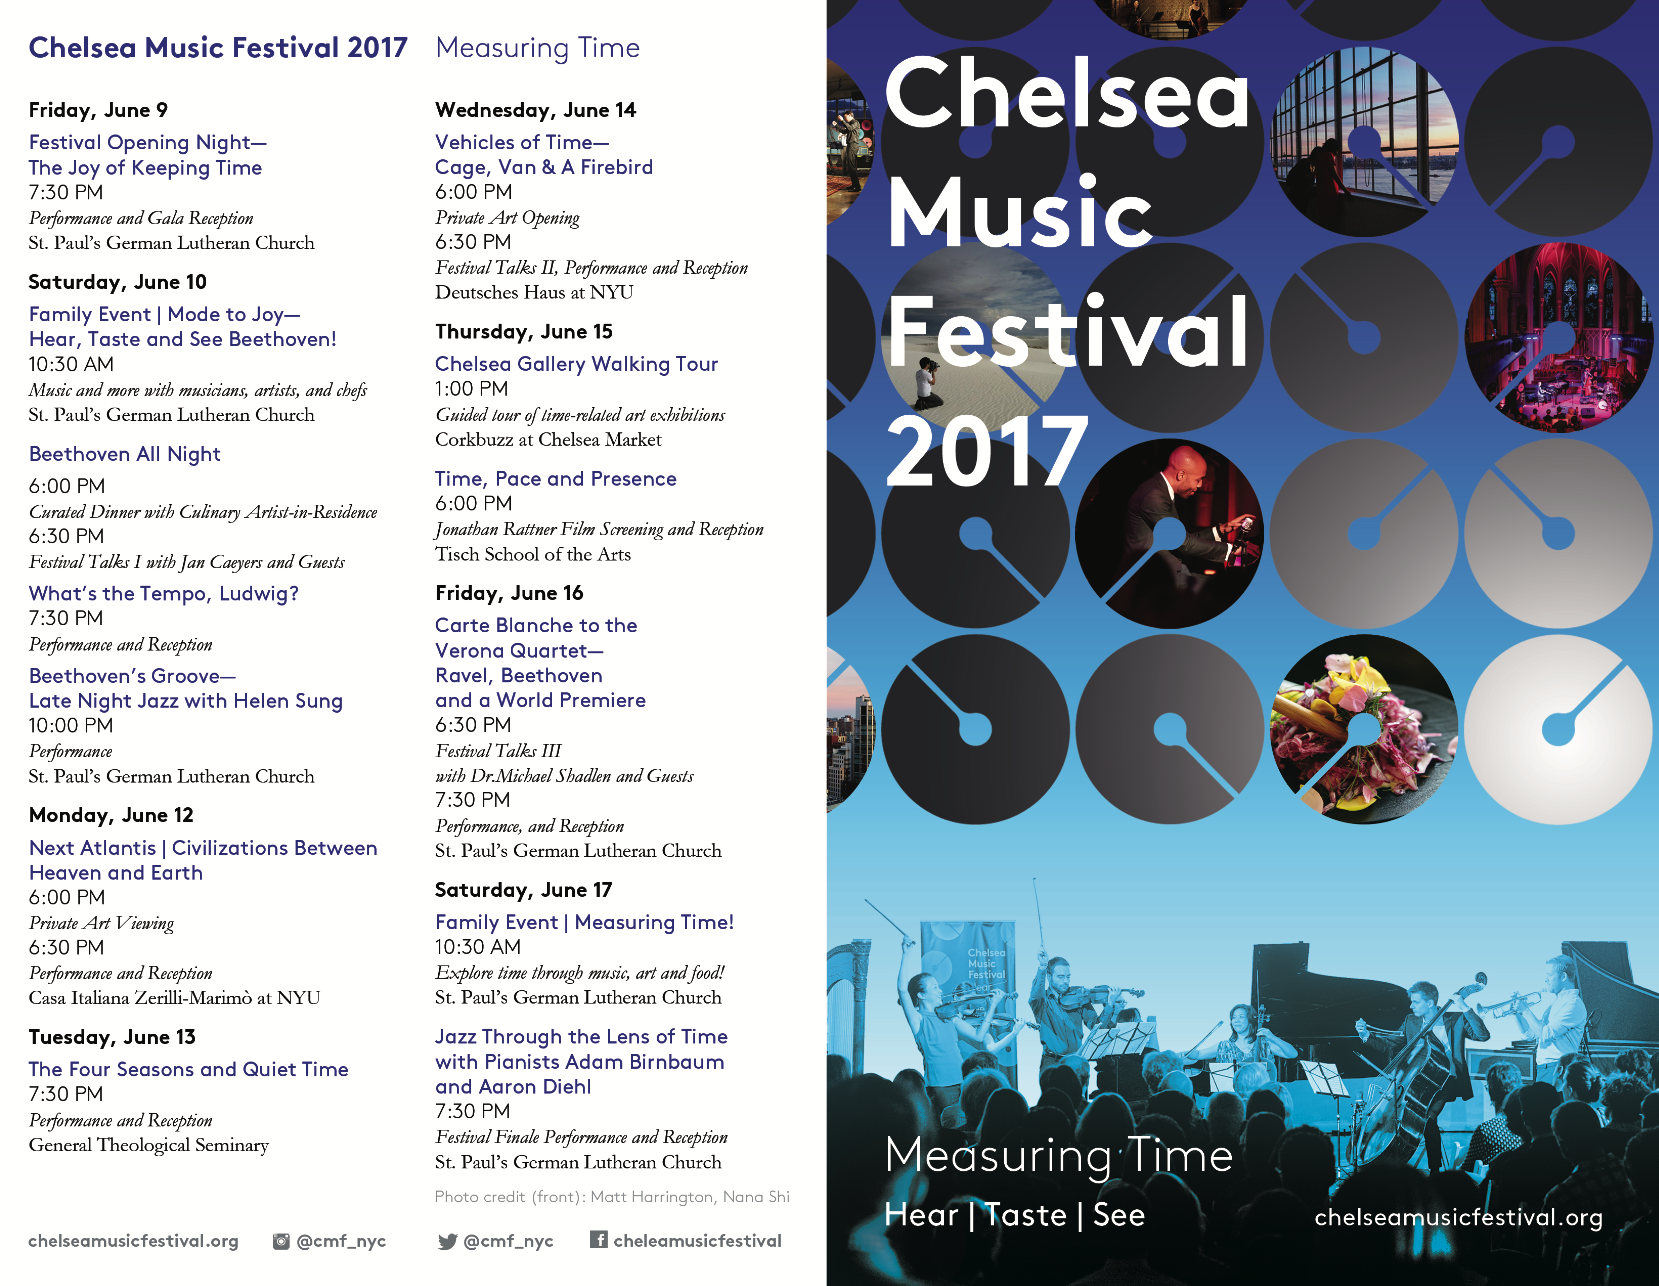 Chelsea Music Festival 2017 Measuring Time
Friday, June 9
Festival Opening Night—
The Joy of Keeping Time
7:30 PM
Performance and Gala Reception
St. Paul's German Lutheran Church
Saturday, June 10
Family Event | Mode to Joy—
Hear, Taste and See Beethoven!
10:30 AM
Music and more with musicians, artists, and chefs
St. Paul's German Lutheran Church
Beethoven All Night
6:00 PM
Curated Dinner with Culinary Artist-in-Residence
6:30 PM
Festival Talks I with Jan Caeyers and Guests
What's the Tempo, Ludwig?
7:30 PM
Performance and Reception
Beethoven's Groove—
Late Night Jazz with Helen Sung
10:00 PM
Performance
St. Paul's German Lutheran Church
Monday, June 12
Next Atlantis | Civilizations Between
Heaven and Earth
6:00 PM
Private Art Viewing
6:30 PM
Performance and Reception
Casa Italiana Zerilli-Marimò at NYU
Tuesday, June 13
The Four Seasons and Quiet Time
7:30 PM
Performance and Reception
General Theological Seminary
Wednesday, June 14
Vehicles of Time—
Cage, Van & A Firebird
6:00 PM
Private Art Opening
6:30 PM
Festival Talks II, Performance and Reception
Deutsches Haus at NYU
Thursday, June 15
Chelsea Gallery Walking Tour
1:00 PM
Guided tour of time-related art exhibitions
Corkbuzz at Chelsea Market
Time, Pace and Presence
6:00 PM
Jonathan Rattner Film Screening and Reception
Tisch School of the Arts
Friday, June 16
Carte Blanche to the
Verona Quartet—
Ravel, Beethoven
and a World Premiere
6:30 PM
Festival Talks III
with Dr.Michael Shadlen and Guests
7:30 PM
Performance, and Reception
St. Paul's German Lutheran Church
Saturday, June 17
Family Event | Measuring Time!
10:30 AM
Explore time through music, art and food!
St. Paul's German Lutheran Church
Jazz Through the Lens of Time
with Pianists Adam Birnbaum
and Aaron Diehl
7:30 PM
Festival Finale Performance and Reception
St. Paul's German Lutheran Church
Photo credit (front): Matt Harrington, Nana Shi
chelseamusicfestival.org @cmf_nyc @cmf_nyc cheleamusicfestival
Chelsea
Music
Festival
2017
Chelsea
Music
Festival
Hear
Measuring Time
Hear | Taste | See
chelseamusicfestival.org